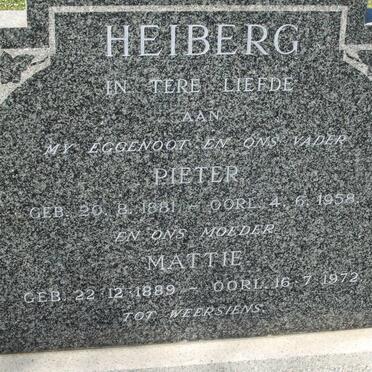 HEIBERG
IN TERE LIEFDE
AAN
MY EGGENOOT EN ONS VADER
PIETER
GEB. 20. 8. 1881 ~ OORL. 4. 6. 1958.
EN ONS MOEDER
MATTIE
GEB. 22. 12. 1889 ~ OORL. 16. 7. 1972
TOT WEERSIENS.